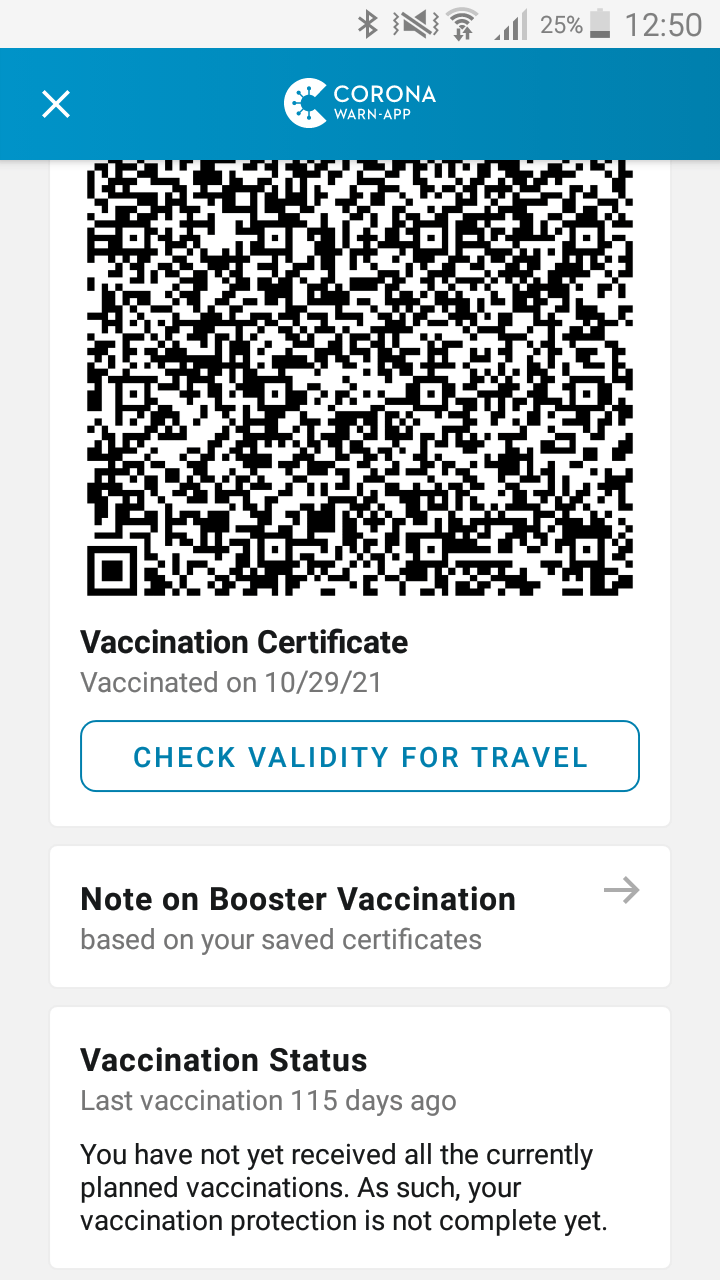 25% 12:50
CORONA
WARN-APP
Vaccination Certificate
Vaccinated on 10/29/21
CHECK VALIDITY FOR TRAVEL
Note on Booster Vaccination
based on your saved certificates
Vaccination Status
Last vaccination 115 days ago
You have not yet received all the currently
planned vaccinations. As such, your
vaccination protection is not complete yet.